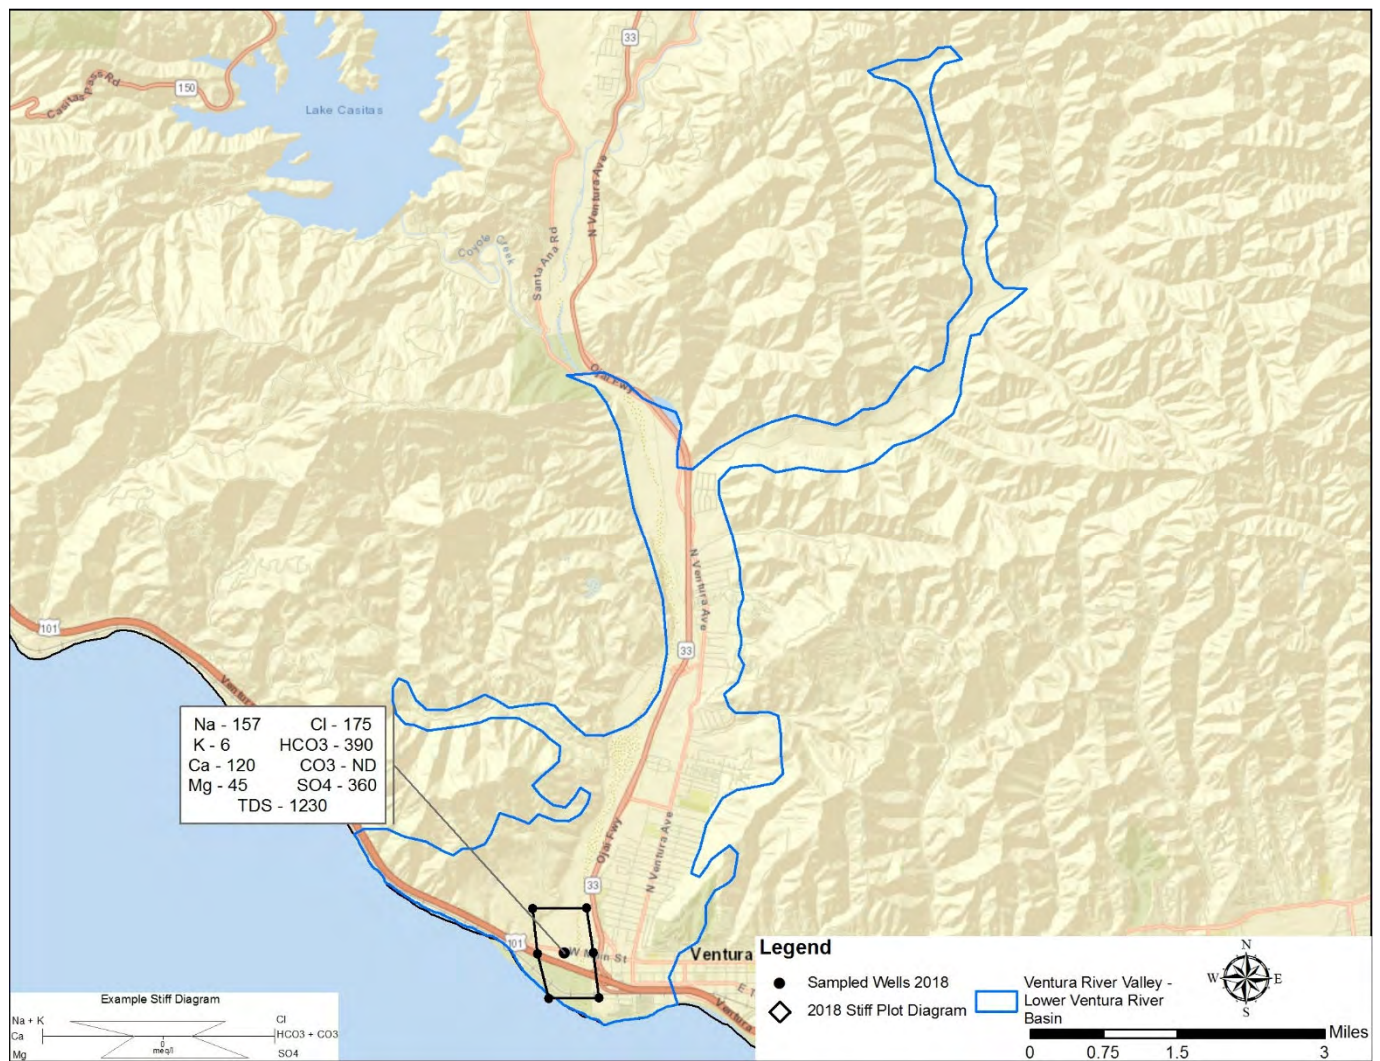 33
150
Casitas Pass Rd
Lake Casitas
N Ventura Ave
Santa Ana Rd
Coyote Creek
Ojai Fwy
N Ventura Ave
101
Ventura
33
Na - 157 Cl - 175
K - 6 HCO3 - 390
Ca - 120 CO3 - ND
Mg - 45 SO4 - 360
TDS - 1230
Ojai Fwy
N Ventura Ave
33
101
W Main St
Ventura
Ventura
Legend
Sampled Wells 2018
2018 Stiff Plot Diagram
Ventura River Valley -
Lower Ventura River
Basin
N
W E
S
Miles
0 0.75 1.5 3
Example Stiff Diagram
Na + K Cl
Ca HCO3 + CO3
0
meq/l
Mg SO4